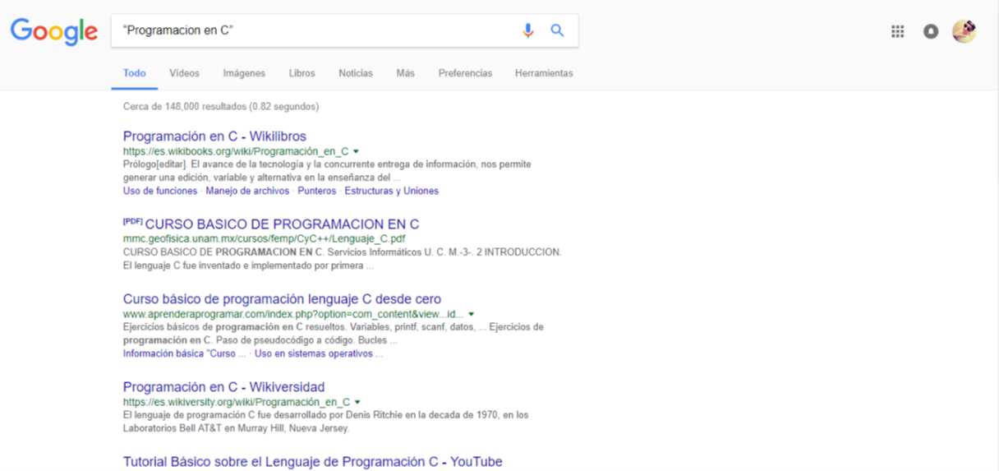 Google
“Programacion en C”
Todo Vídeos Imágenes Libros Noticias Más Preferencias Herramientas
Cerca de 148,000 resultados (0.82 segundos)
Programación en C - Wikilibros
https://es.wikibooks.org/wiki/Programación_en_C
Prólogo[editar]. El avance de la tecnología y la concurrente entrega de información, nos permite
generar una edición, variable y alternativa en la enseñanza del ...
Uso de funciones · Manejo de archivos · Punteros · Estructuras y Uniones
[PDF] CURSO BASICO DE PROGRAMACION EN C
mmc.geofisica.unam.mx/cursos/femp/CyC++/Lenguaje_C.pdf
CURSO BASICO DE PROGRAMACION EN C. Servicios Informáticos U. C. M.-3-. 2 INTRODUCCION.
El lenguaje C fue inventado e implementado por primera ...
Curso básico de programación lenguaje C desde cero
www.aprenderaprogramar.com/index.php?option=com_content&view...id...
Ejercicios básicos de programación en C resueltos. Variables, printf, scanf, datos, ... Ejercicios de
programación en C. Paso de pseudocódigo a código. Bucles ...
Información básica "Curso ... · Uso en sistemas operativos ...
Programación en C - Wikiversidad
https://es.wikiversity.org/wiki/Programación_en_C
El lenguaje de programación C fue desarrollado por Denis Ritchie en la decada de 1970, en los
Laboratorios Bell AT&T en Murray Hill, Nueva Jersey.
Tutorial Básico sobre el Lenguaje de Programación C - YouTube